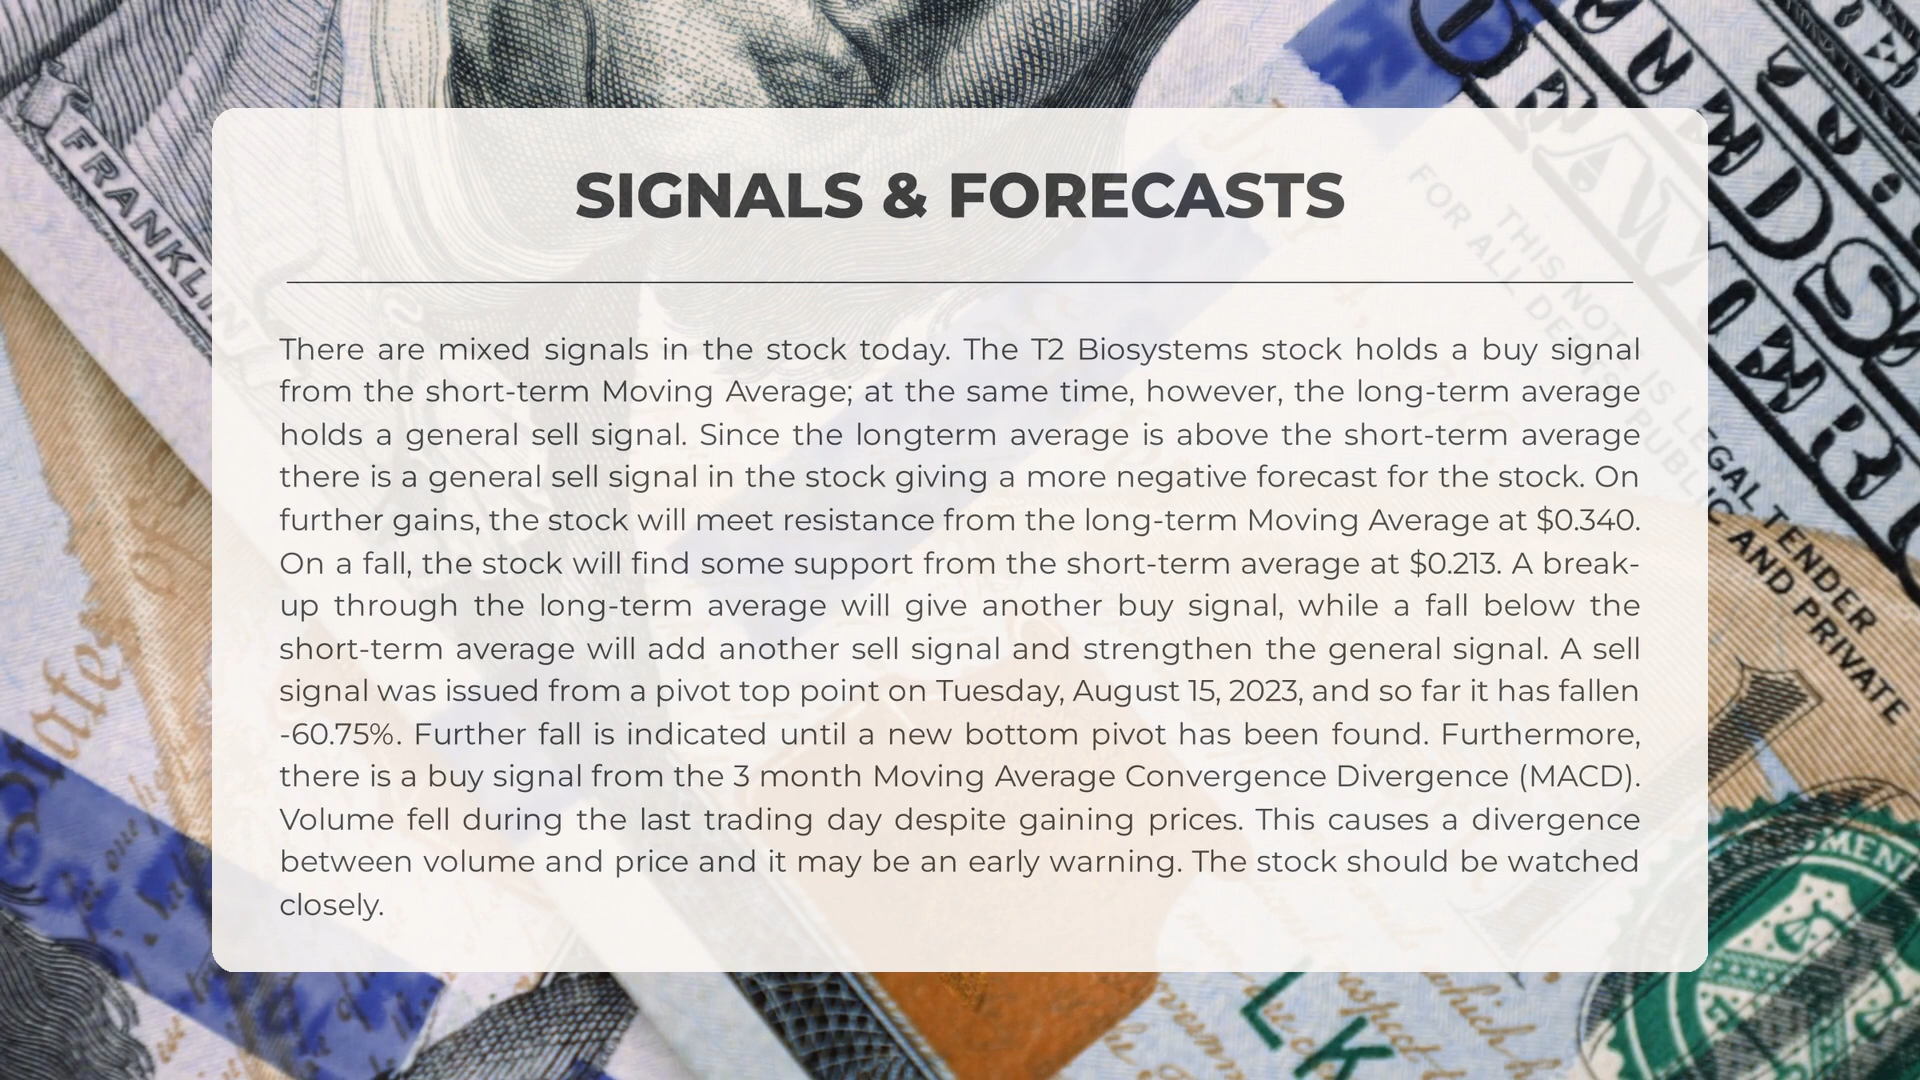 SIGNALS & FORECASTS
There are mixed signals in the stock today. The T2 Biosystems stock holds a buy signal
from the short-term Moving Average; at the same time, however, the long-term average
holds a general sell signal. Since the longterm average is above the short-term average
there is a general sell signal in the stock giving a more negative forecast for the stock. On
further gains, the stock will meet resistance from the long-term Moving Average at $0.340.
On a fall, the stock will find some support from the short-term average at $0.213. A break-
up through the long-term average will give another buy signal, while a fall below the
short-term average will add another sell signal and strengthen the general signal. A sell
signal was issued from a pivot top point on Tuesday, August 15, 2023, and so far it has fallen
-60.75%. Further fall is indicated until a new bottom pivot has been found. Furthermore,
there is a buy signal from the 3 month Moving Average Convergence Divergence (MACD).
Volume fell during the last trading day despite gaining prices. This causes a divergence
between volume and price and it may be an early warning. The stock should be watched
closely.
FRANKLIN
THIS NOTE IS LEGAL TENDER
FOR ALL DEBTS PUBLIC AND PRIVATE